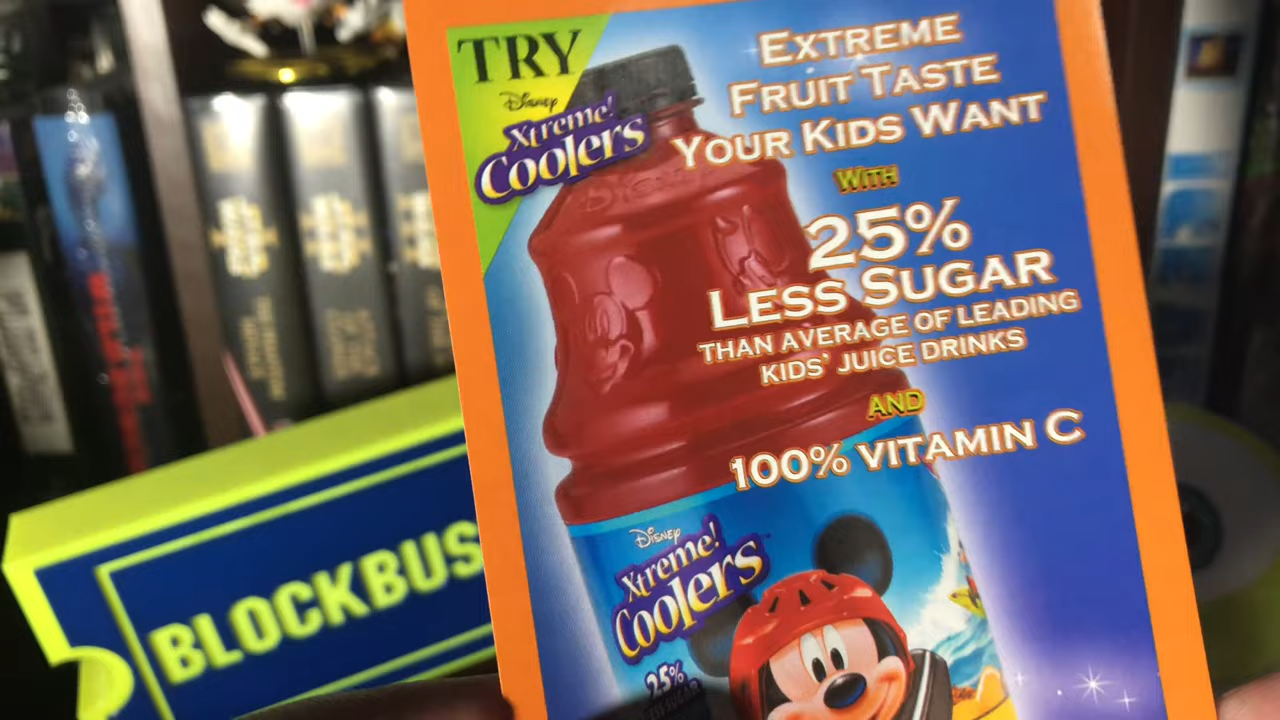 TRY
Disney
Xtreme!
Coolers
EXTREME
FRUIT TASTE
YOUR KIDS WANT
WITH
25%
LESS SUGAR
THAN AVERAGE OF LEADING
KIDS' JUICE DRINKS
AND
100% VITAMIN C
Disney
Xtreme!
Coolers
25%
BLOCKBUS